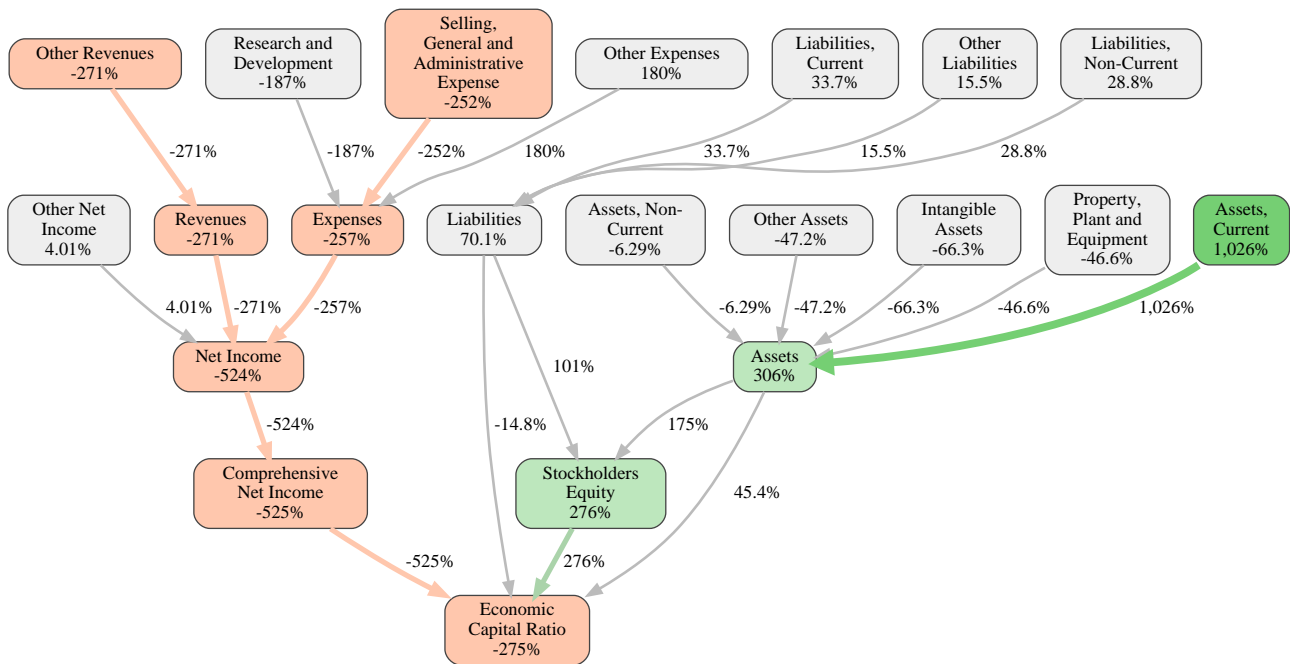 Other Revenues
-271%
Research and
Development
-187%
Selling,
General and
Administrative
Expense
-252%
Other Expenses
180%
Liabilities,
Current
33.7%
Other
Liabilities
15.5%
Liabilities,
Non-Current
28.8%
-271%
-187%
-252%
180%
33.7%
15.5%
28.8%
Other Net
Income
4.01%
Revenues
-271%
Expenses
-257%
Liabilities
70.1%
Assets, Non-
Current
-6.29%
Other Assets
-47.2%
Intangible
Assets
-66.3%
Property,
Plant and
Equipment
-46.6%
Assets,
Current
1,026%
4.01%
-271%
-257%
-6.29%
-47.2%
-66.3%
-46.6%
1,026%
Net Income
-524%
101%
Assets
306%
-524%
-14.8%
175%
Comprehensive
Net Income
-525%
Stockholders
Equity
276%
45.4%
-525%
276%
Economic
Capital Ratio
-275%